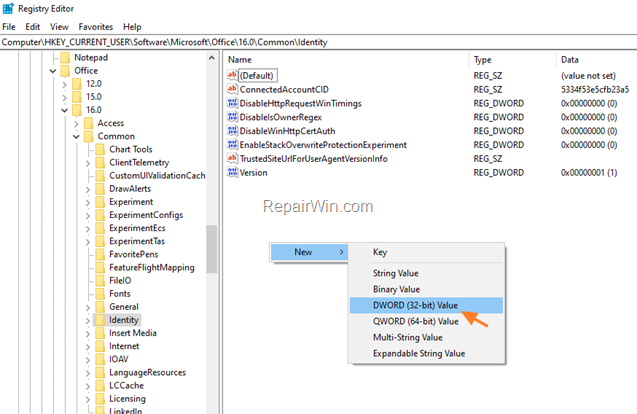 Registry Editor
File Edit View Favorites Help
Computer\HKEY_CURRENT_USER\Software\Microsoft\Office\16.0\Common\Identity
Notepad
Office
12.0
15.0
16.0
Access
Common
Chart Tools
ClientTelemetry
CustomUIValidationCach
DrawAlerts
Experiment
ExperimentConfigs
ExperimentEcs
ExperimentTas
FavoritePens
FeatureFlightMapping
FileIO
Fonts
General
Identity
Insert Media
Internet
IOAV
LanguageResources
LCCache
Licensing
LinkedIn
Name Type Data
(Default) REG_SZ (value not set)
ConnectedAccountCID REG_SZ 5334f53e5cfb23a5
DisableHttpRequestWinTimings REG_DWORD 0x00000000 (0)
DisableIsOwnerRegex REG_DWORD 0x00000000 (0)
DisableWinHttpCertAuth REG_DWORD 0x00000000 (0)
EnableStackOverwriteProtectionExperiment REG_DWORD 0x00000000 (0)
TrustedSiteUrlForUserAgentVersionInfo REG_SZ
Version REG_DWORD 0x00000001 (1)
RepairWin.com
New
Key
String Value
Binary Value
DWORD (32-bit) Value
QWORD (64-bit) Value
Multi-String Value
Expandable String Value